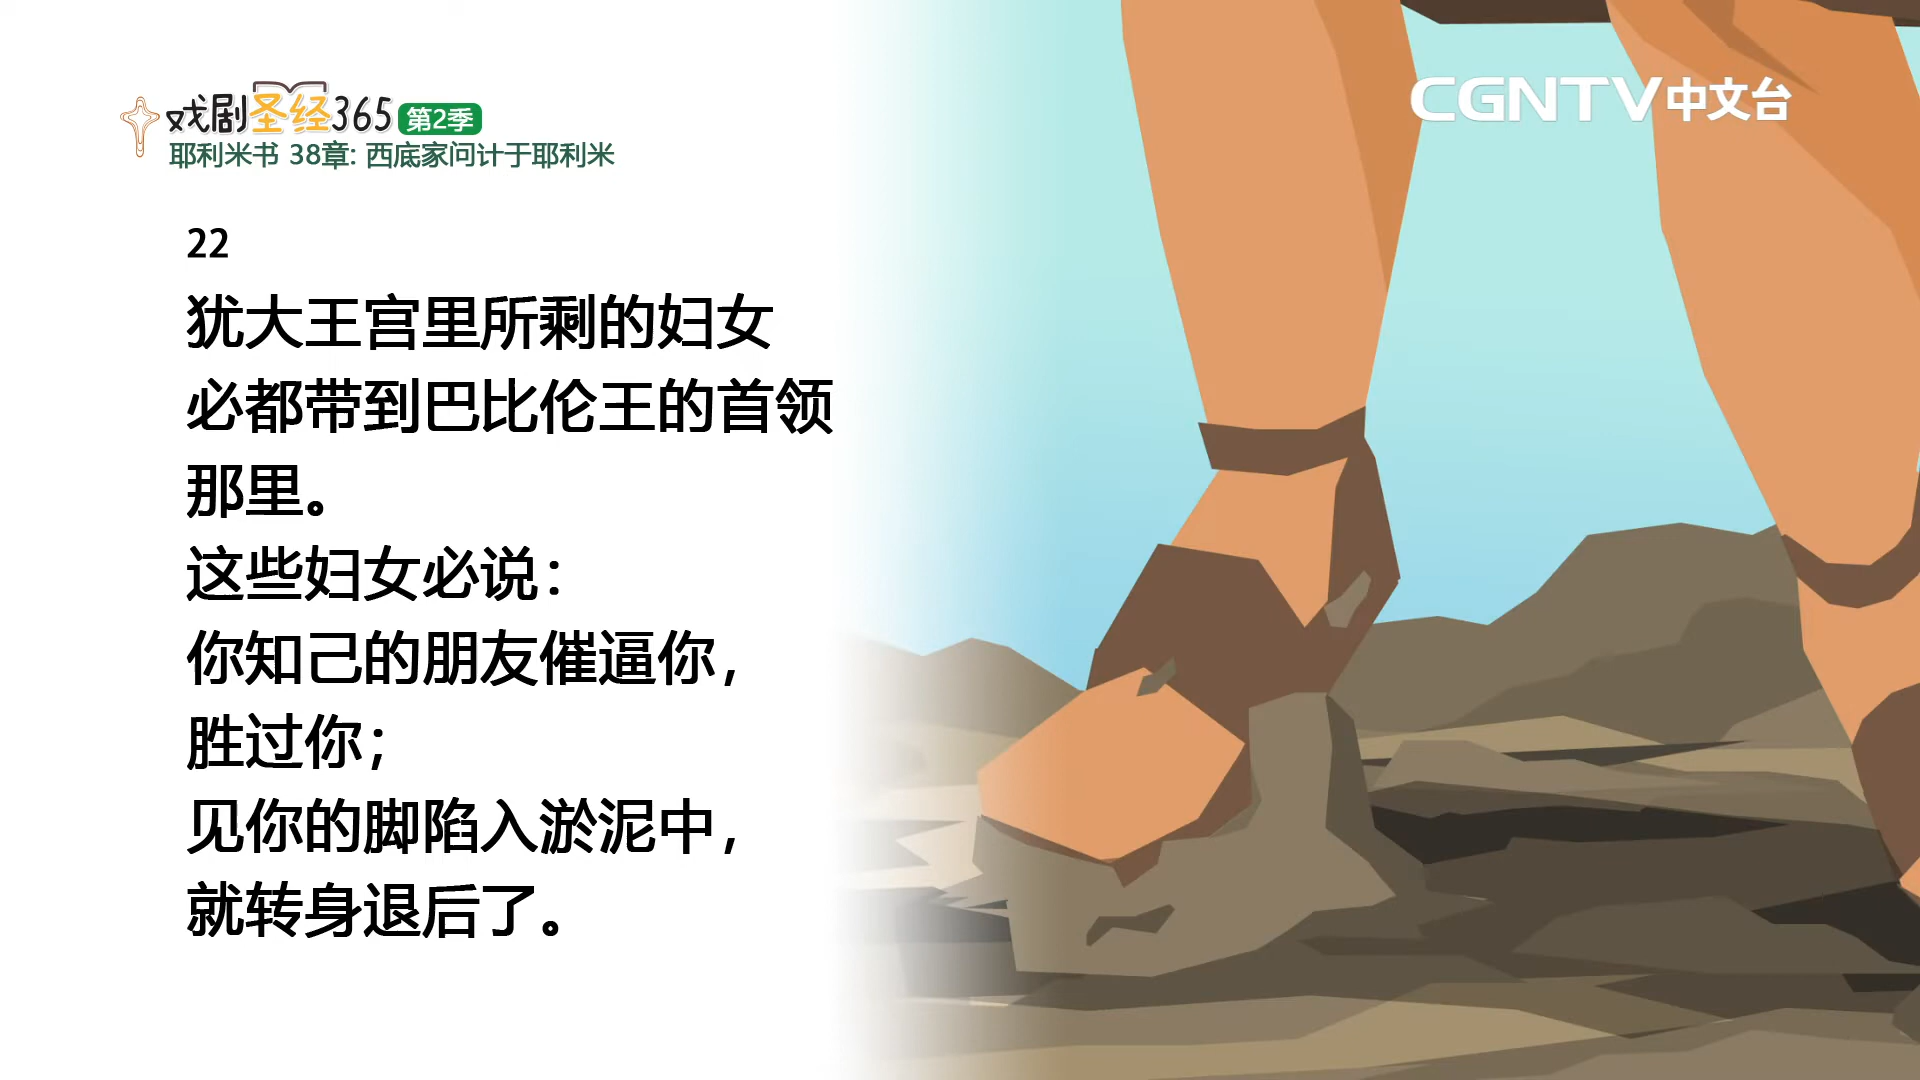 戏剧圣经365 第2季
CGNTV中文台
耶利米书 38章: 西底家问计于耶利米
22
犹大王宫里所剩的妇女
必都带到巴比伦王的首领
那里。
这些妇女必说：
你知己的朋友催逼你，
胜过你；
见你的脚陷入淤泥中，
就转身退后了。